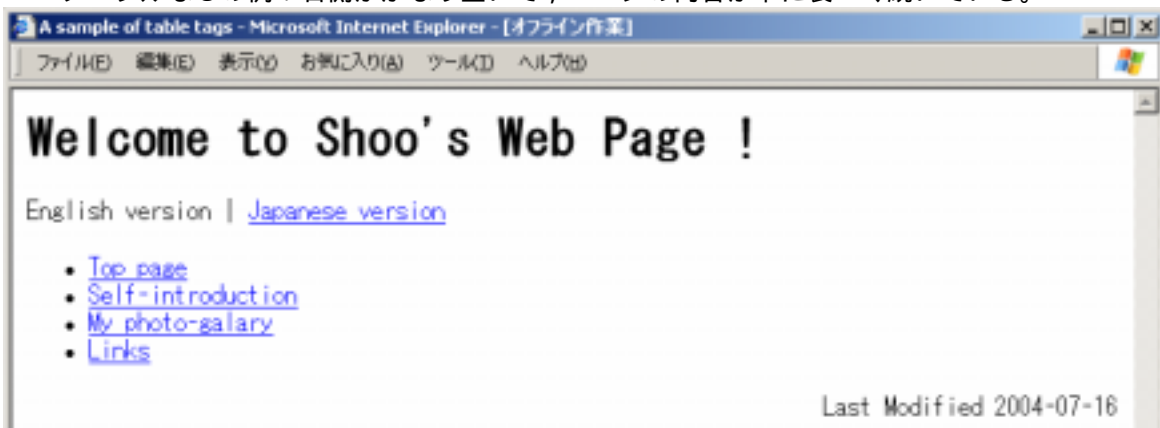 A sample of table tags - Microsoft Internet Explorer - [オフライン作業]
ファイル(F) 編集(E) 表示(V) お気に入り(A) ツール(T) ヘルプ(H)
Welcome to Shoo's Web Page !
English version | Japanese version
• Top page
• Self-introduction
• My photo-galary
• Links
Last Modified 2004-07-16